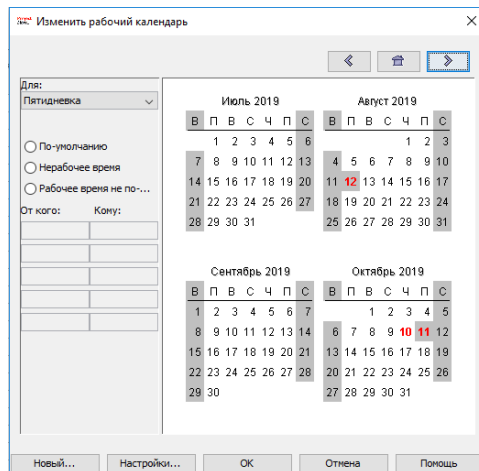 Изменить рабочий календарь
Для:
Пятидневка
По-умолчанию
Нерабочее время
Рабочее время не по-...
От кого: Кому:
Июль 2019
В П В С Ч П С
1 2 3 4 5 6
7 8 9 10 11 12 13
14 15 16 17 18 19 20
21 22 23 24 25 26 27
28 29 30 31
Август 2019
В П В С Ч П С
1 2 3
4 5 6 7 8 9 10
11 12 13 14 15 16 17
18 19 20 21 22 23 24
25 26 27 28 29 30 31
Сентябрь 2019
В П В С Ч П С
1 2 3 4 5 6 7
8 9 10 11 12 13 14
15 16 17 18 19 20 21
22 23 24 25 26 27 28
29 30
Октябрь 2019
В П В С Ч П С
1 2 3 4 5
6 7 8 9 10 11 12
13 14 15 16 17 18 19
20 21 22 23 24 25 26
27 28 29 30 31
Новый... Настройки... ОК Отмена Помощь